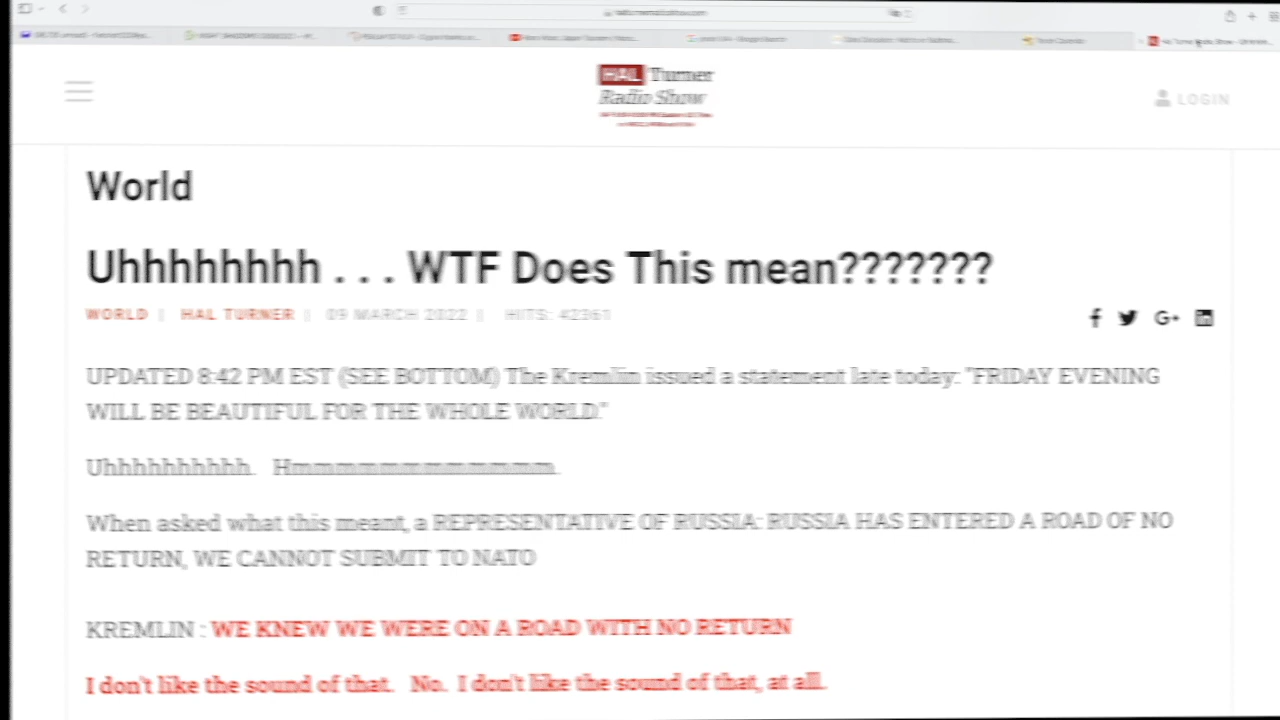 HAL Turner
Radio Show
LOGIN
World
Uhhhhhhhhh . . . WTF Does This mean???????
WORLD | HAL TURNER | 09 MARCH 2022 | HITS: 42361
UPDATED 8:42 PM EST (SEE BOTTOM) The Kremlin issued a statement late today: "FRIDAY EVENING
WILL BE BEAUTIFUL FOR THE WHOLE WORLD."
Uhhhhhhhhhh. Hmmmmmmmmmmmmm.
When asked what this meant, a REPRESENTATIVE OF RUSSIA: RUSSIA HAS ENTERED A ROAD OF NO
RETURN, WE CANNOT SUBMIT TO NATO
KREMLIN : WE KNEW WE WERE ON A ROAD WITH NO RETURN
I don't like the sound of that. No. I don't like the sound of that, at all.